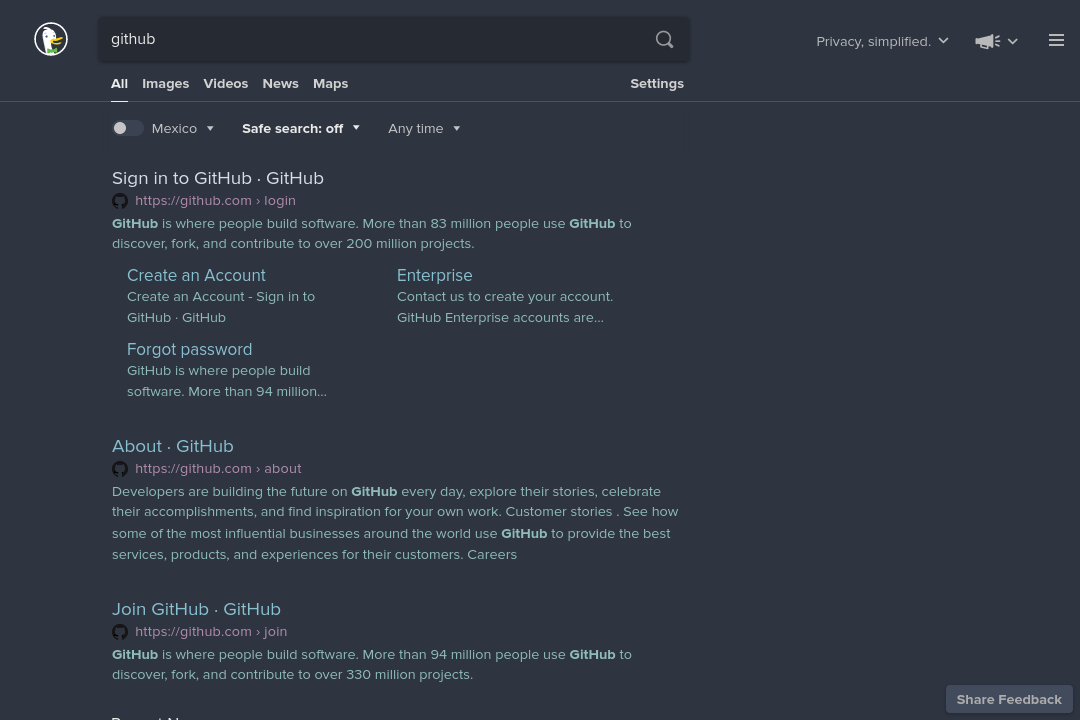 github
Privacy, simplified.
All Images Videos News Maps Settings
Mexico Safe search: off Any time
Sign in to GitHub · GitHub
https://github.com › login
GitHub is where people build software. More than 83 million people use GitHub to
discover, fork, and contribute to over 200 million projects.
Create an Account
Create an Account - Sign in to
GitHub · GitHub
Enterprise
Contact us to create your account.
GitHub Enterprise accounts are...
Forgot password
GitHub is where people build
software. More than 94 million...
About · GitHub
https://github.com › about
Developers are building the future on GitHub every day, explore their stories, celebrate
their accomplishments, and find inspiration for your own work. Customer stories . See how
some of the most influential businesses around the world use GitHub to provide the best
services, products, and experiences for their customers. Careers
Join GitHub · GitHub
https://github.com › join
GitHub is where people build software. More than 94 million people use GitHub to
discover, fork, and contribute to over 330 million projects.
Share Feedback